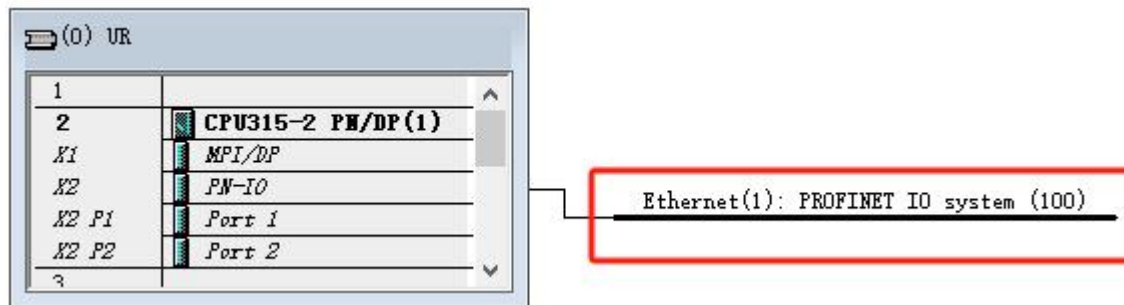 (0) UR
1
2 CPU315-2 PN/DP(1)
X1 MPI/DP
X2 PN-IO
X2 P1 Port 1
X2 P2 Port 2
3
Ethernet(1): PROFINET IO system (100)